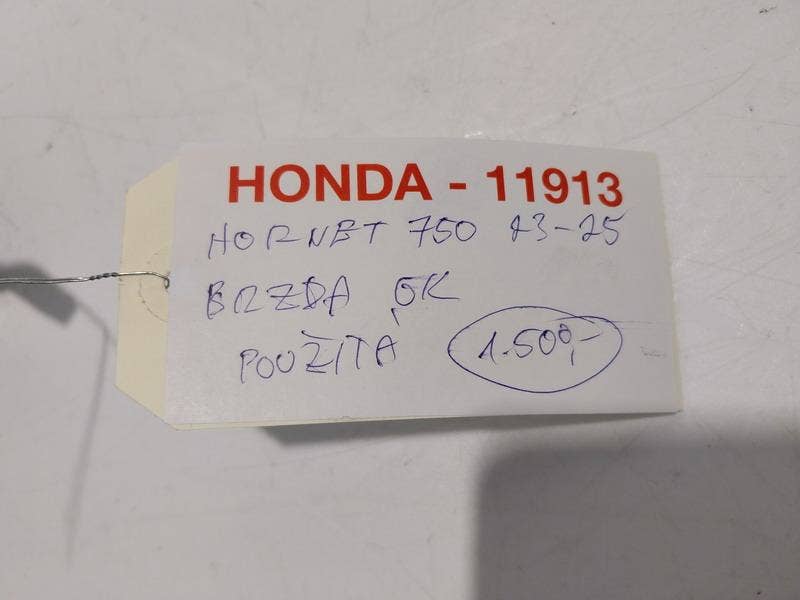 HONDA - 11913
HORNET 750 23-25
BRZDA OK
POUŽITÁ 1.500,-